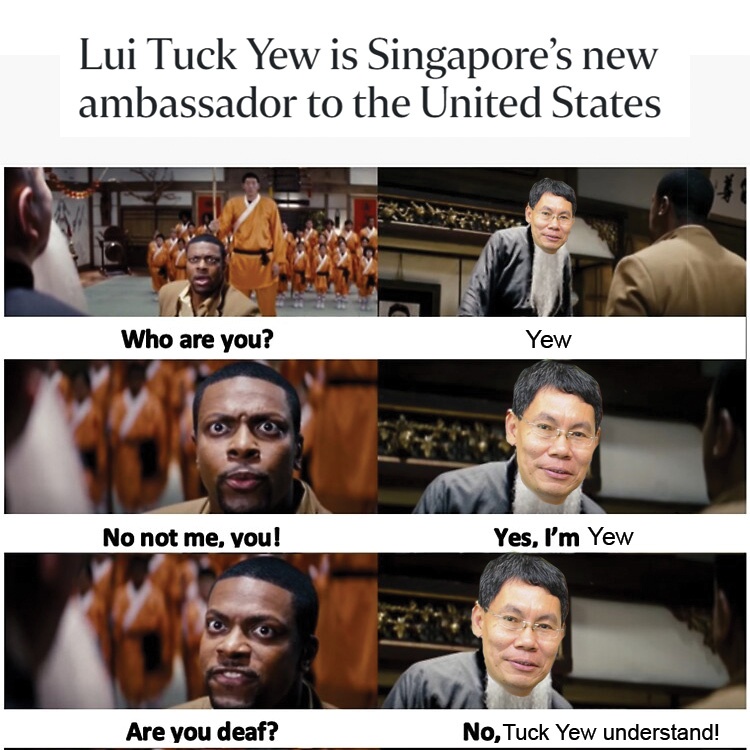 Lui Tuck Yew is Singapore's new
ambassador to the United States
Who are you?
Yew
No not me, you!
Yes, I'm Yew
Are you deaf?
No, Tuck Yew understand!